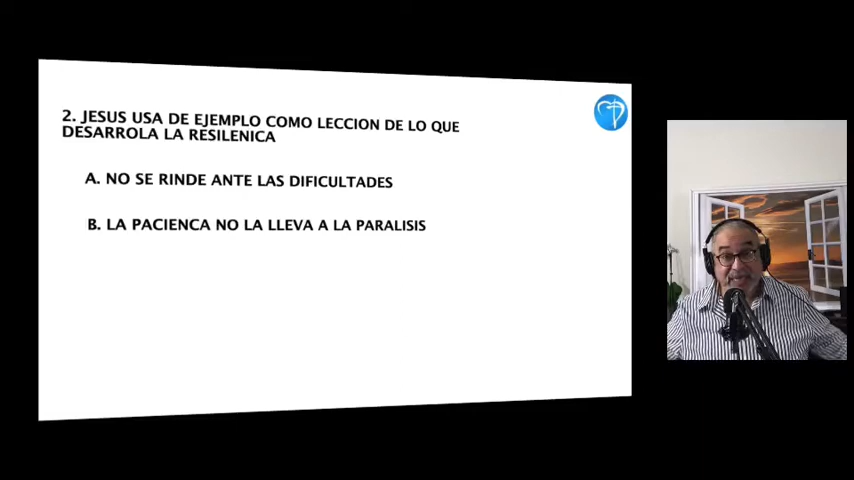 2. JESUS USA DE EJEMPLO COMO LECCION DE LO QUE
DESARROLA LA RESILENICA
A. NO SE RINDE ANTE LAS DIFICULTADES
B. LA PACIENCA NO LA LLEVA A LA PARALISIS